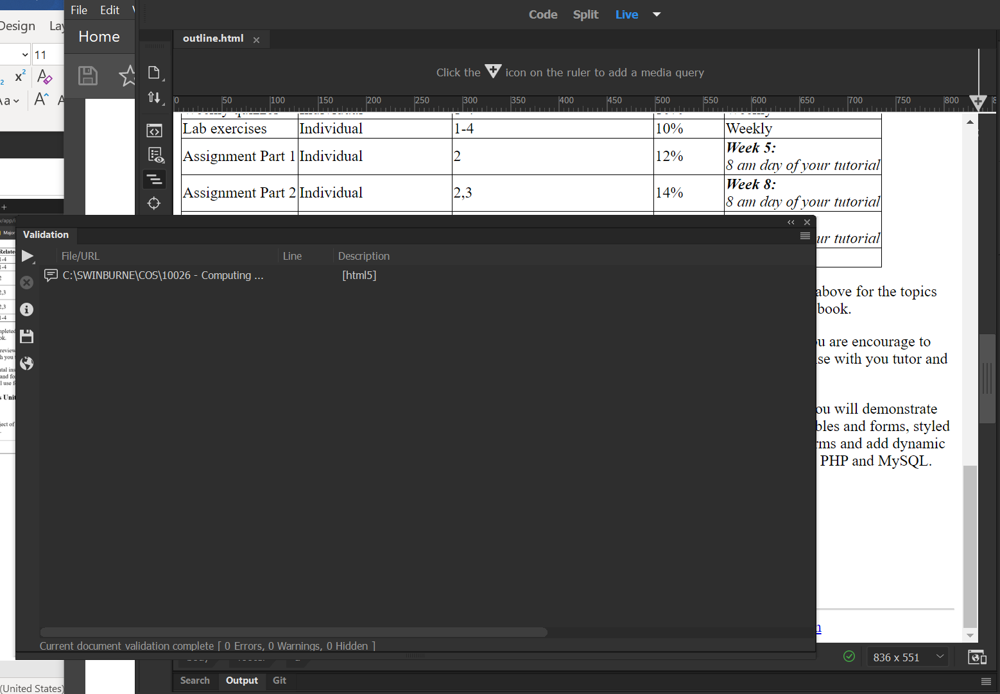 File Edit
Code Split Live
Design
Home
outline.html
11
Click the icon on the ruler to add a media query
0 50 100 150 200 250 300 350 400 450 500 550 600 650 700 750 800
Lab exercises Individual 1-4 10% Weekly
Assignment Part 1 Individual 2 12% Week 5:
8 am day of your tutorial
Assignment Part 2 Individual 2,3 14% Week 8:
8 am day of your tutorial
ur tutorial
Validation
File/URL Line Description
C:\SWINBURNE\COS\10026 - Computing ... [html5]
above for the topics
book.
u are encourage to
se with you tutor and
ou will demonstrate
bles and forms, styled
rms and add dynamic
PHP and MySQL.
Current document validation complete [ 0 Errors, 0 Warnings, 0 Hidden ]
836 x 551
Search Output Git
(United States)